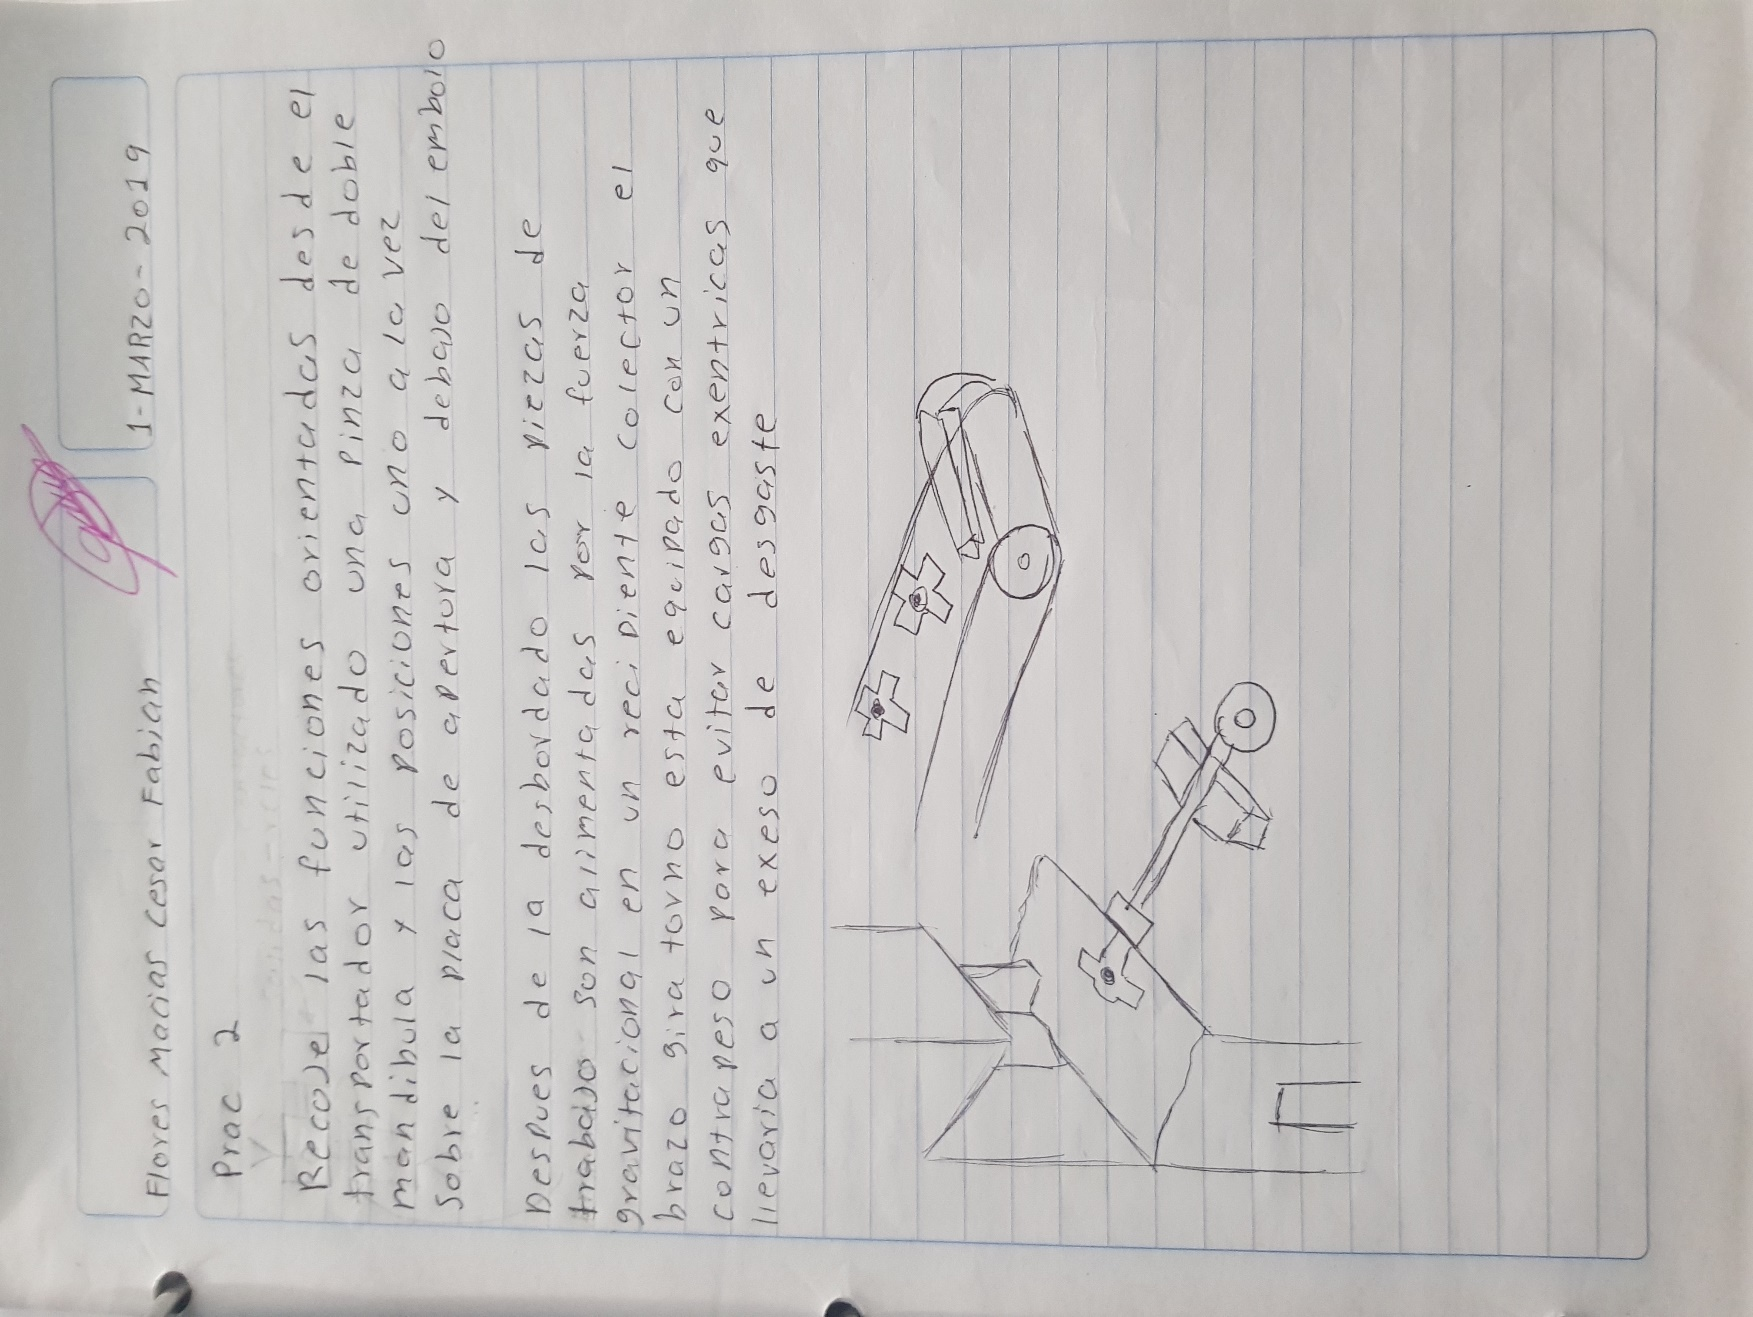 Flores Macias Cesar Fabian 1-MARZO-2019
Prac 2
Recojel las funciones orientadas desde el
transportador utilizado una pinza de doble
mandibula y las posiciones uno a la vez
Sobre la placa de apertura y debajo del embolo
Despues de la desbordado las piezas de
trabajo son alimentadas por la fuerza
gravitacional en un recipiente colector el
brazo gira torno esta equipado con un
contrapeso para evitar cargas exentricas que
llevaria a un exeso de desgaste